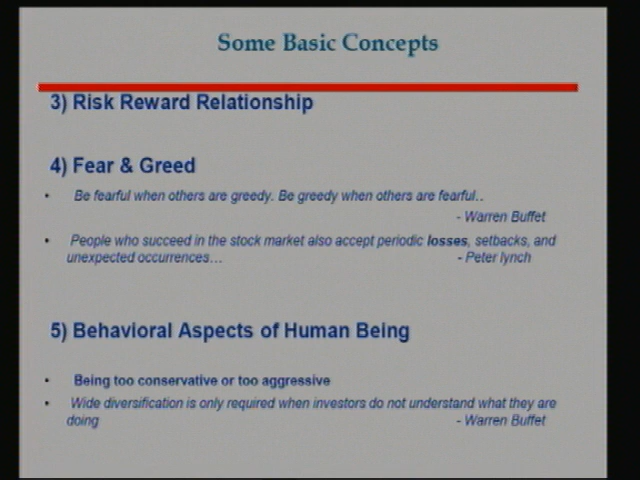 Some Basic Concepts
3) Risk Reward Relationship
4) Fear & Greed
• Be fearful when others are greedy. Be greedy when others are fearful..
- Warren Buffet
• People who succeed in the stock market also accept periodic losses, setbacks, and
unexpected occurrences… - Peter lynch
5) Behavioral Aspects of Human Being
• Being too conservative or too aggressive
• Wide diversification is only required when investors do not understand what they are
doing - Warren Buffet